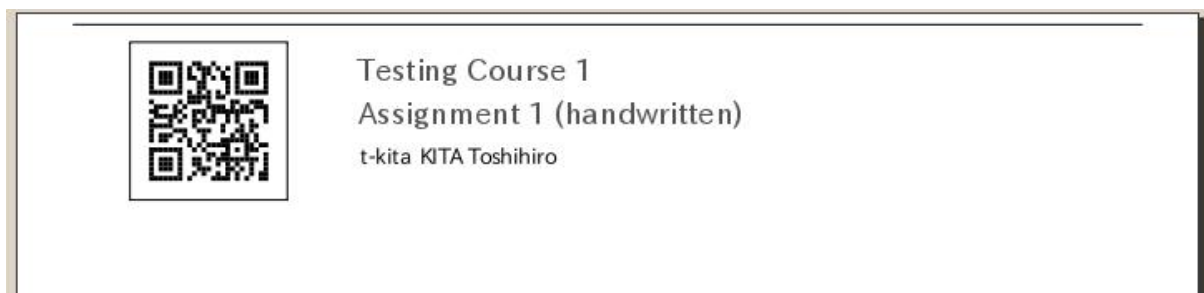 Testing Course 1
Assignment 1 (handwritten)
t-kita KITA Toshihiro